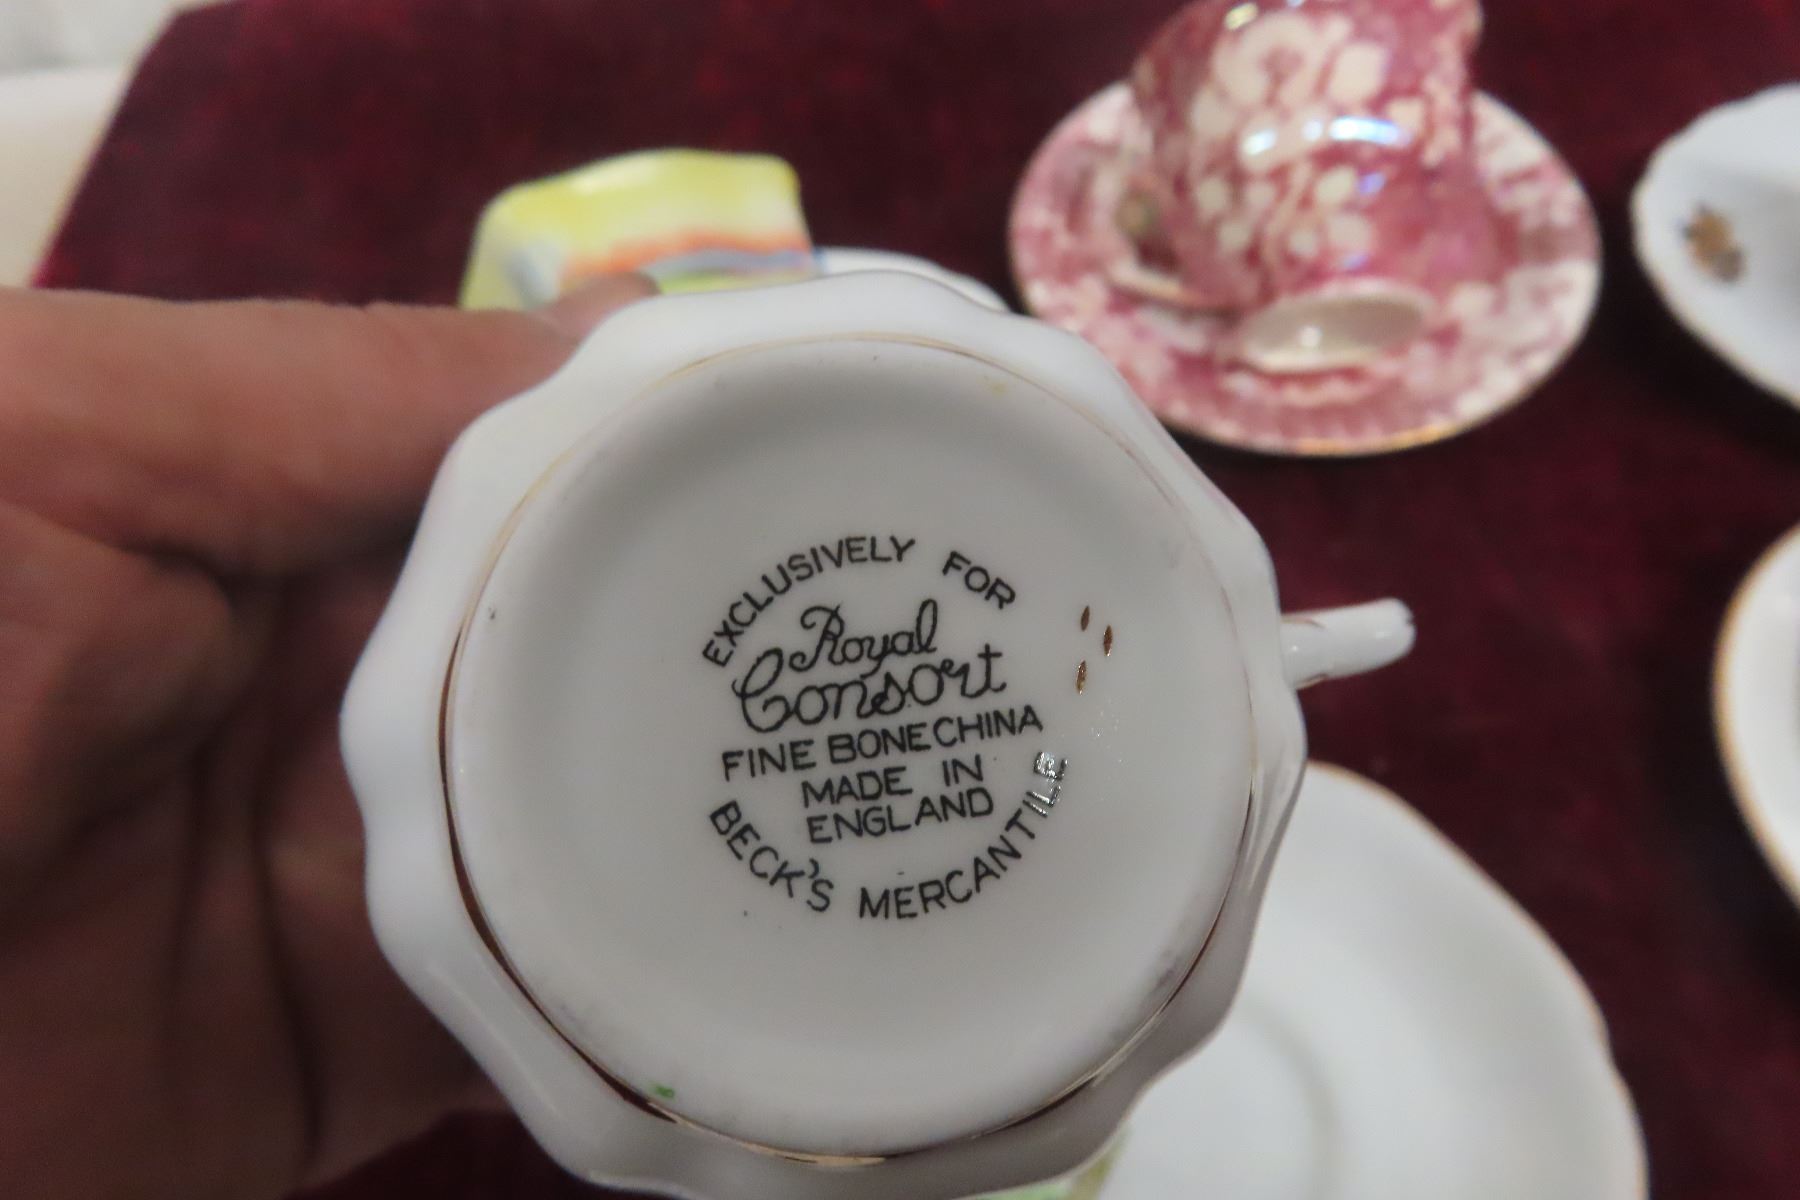 EXCLUSIVELY FOR
Royal
Consort
FINE BONE CHINA
MADE IN
ENGLAND
BECK'S MERCANTILE